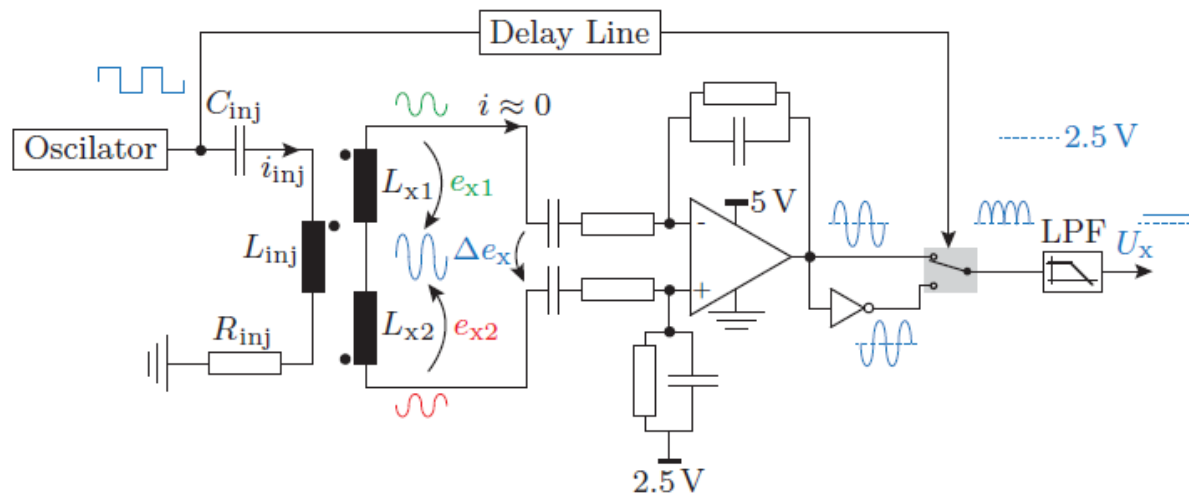 Delay Line
C_inj
i ≈ 0
Oscilator
i_inj
2.5 V
L_x1
e_x1
5 V
-
LPF
L_inj
Δe_x
U_x
+
L_x2
e_x2
R_inj
2.5 V